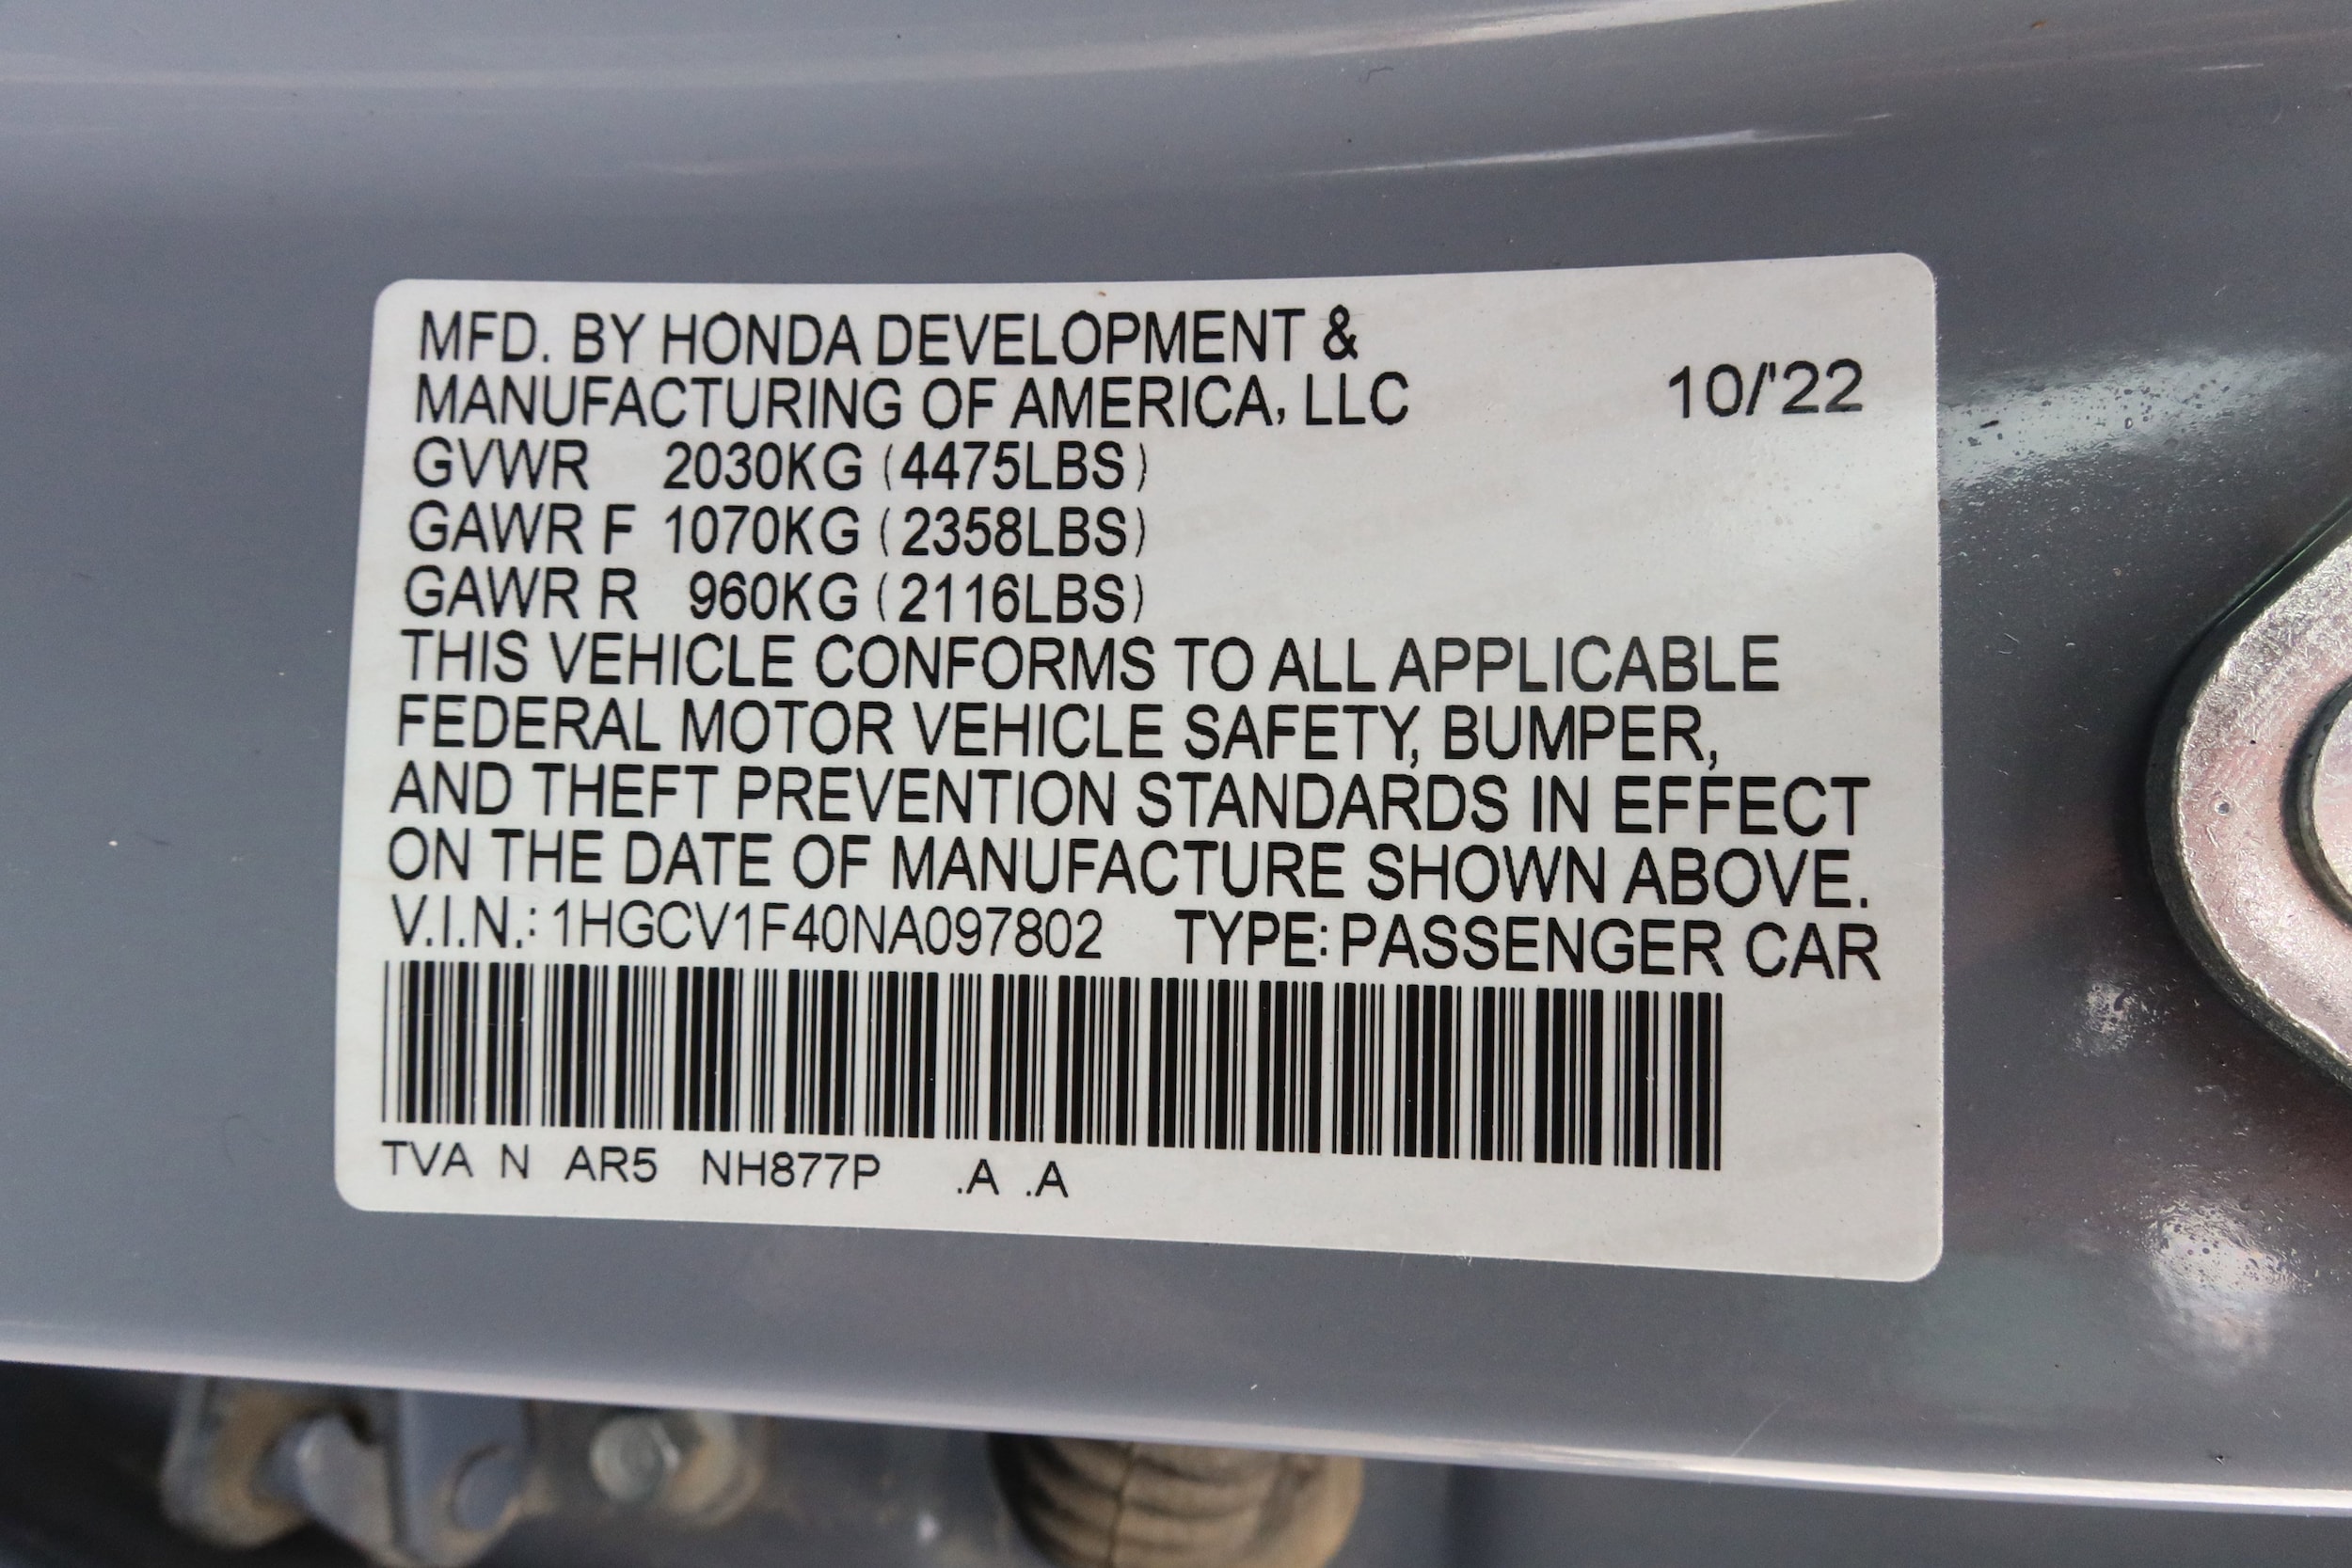 MFD. BY HONDA DEVELOPMENT &
MANUFACTURING OF AMERICA, LLC 10/'22
GVWR 2030KG (4475LBS)
GAWR F 1070KG (2358LBS)
GAWR R 960KG (2116LBS)
THIS VEHICLE CONFORMS TO ALL APPLICABLE
FEDERAL MOTOR VEHICLE SAFETY, BUMPER,
AND THEFT PREVENTION STANDARDS IN EFFECT
ON THE DATE OF MANUFACTURE SHOWN ABOVE.
V.I.N.: 1HGCV1F40NA097802 TYPE: PASSENGER CAR
TVA N AR5 NH877P .A .A